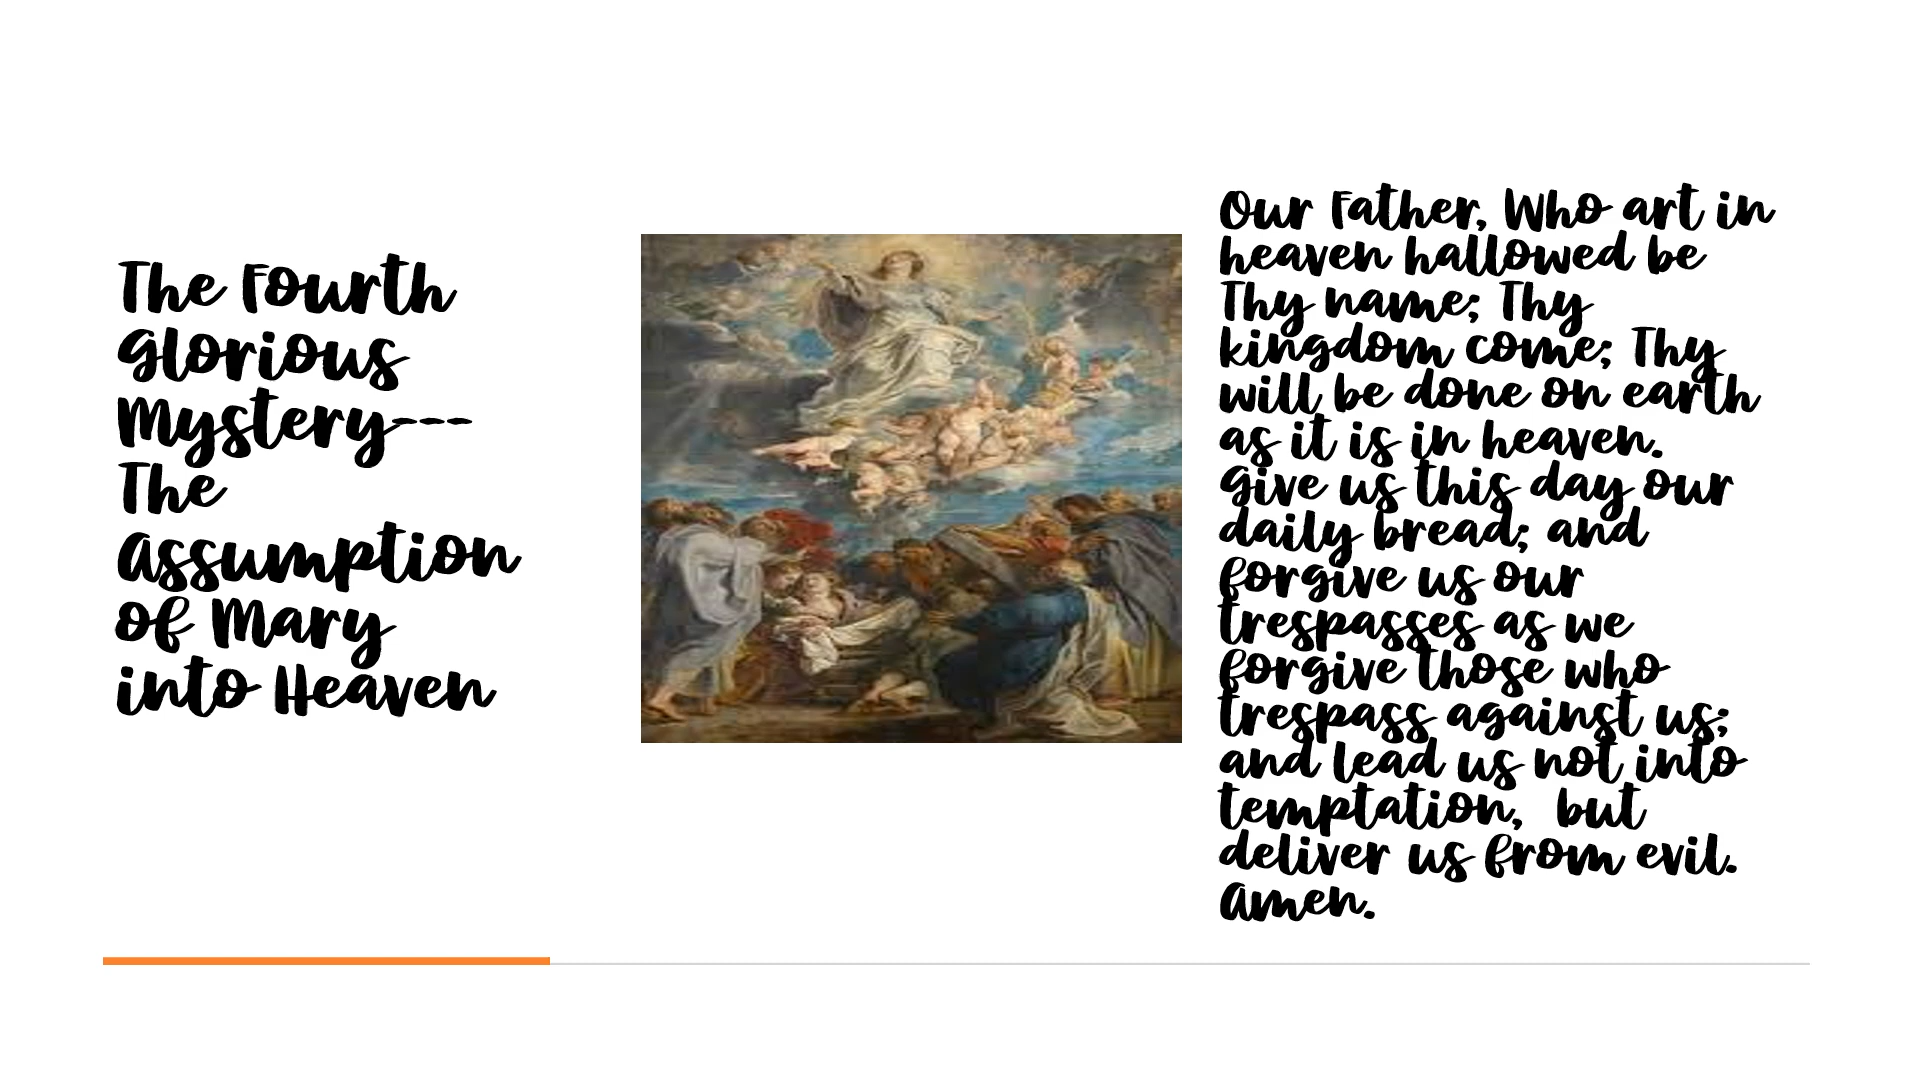 The Fourth
Glorious
Mystery---
The
Assumption
of Mary
into Heaven
Our Father, Who art in
heaven hallowed be
Thy name; Thy
kingdom come; Thy
will be done on earth
as it is in heaven.
Give us this day our
daily bread; and
forgive us our
trespasses as we
forgive those who
trespass against us;
and lead us not into
temptation,  but
deliver us from evil.
Amen.